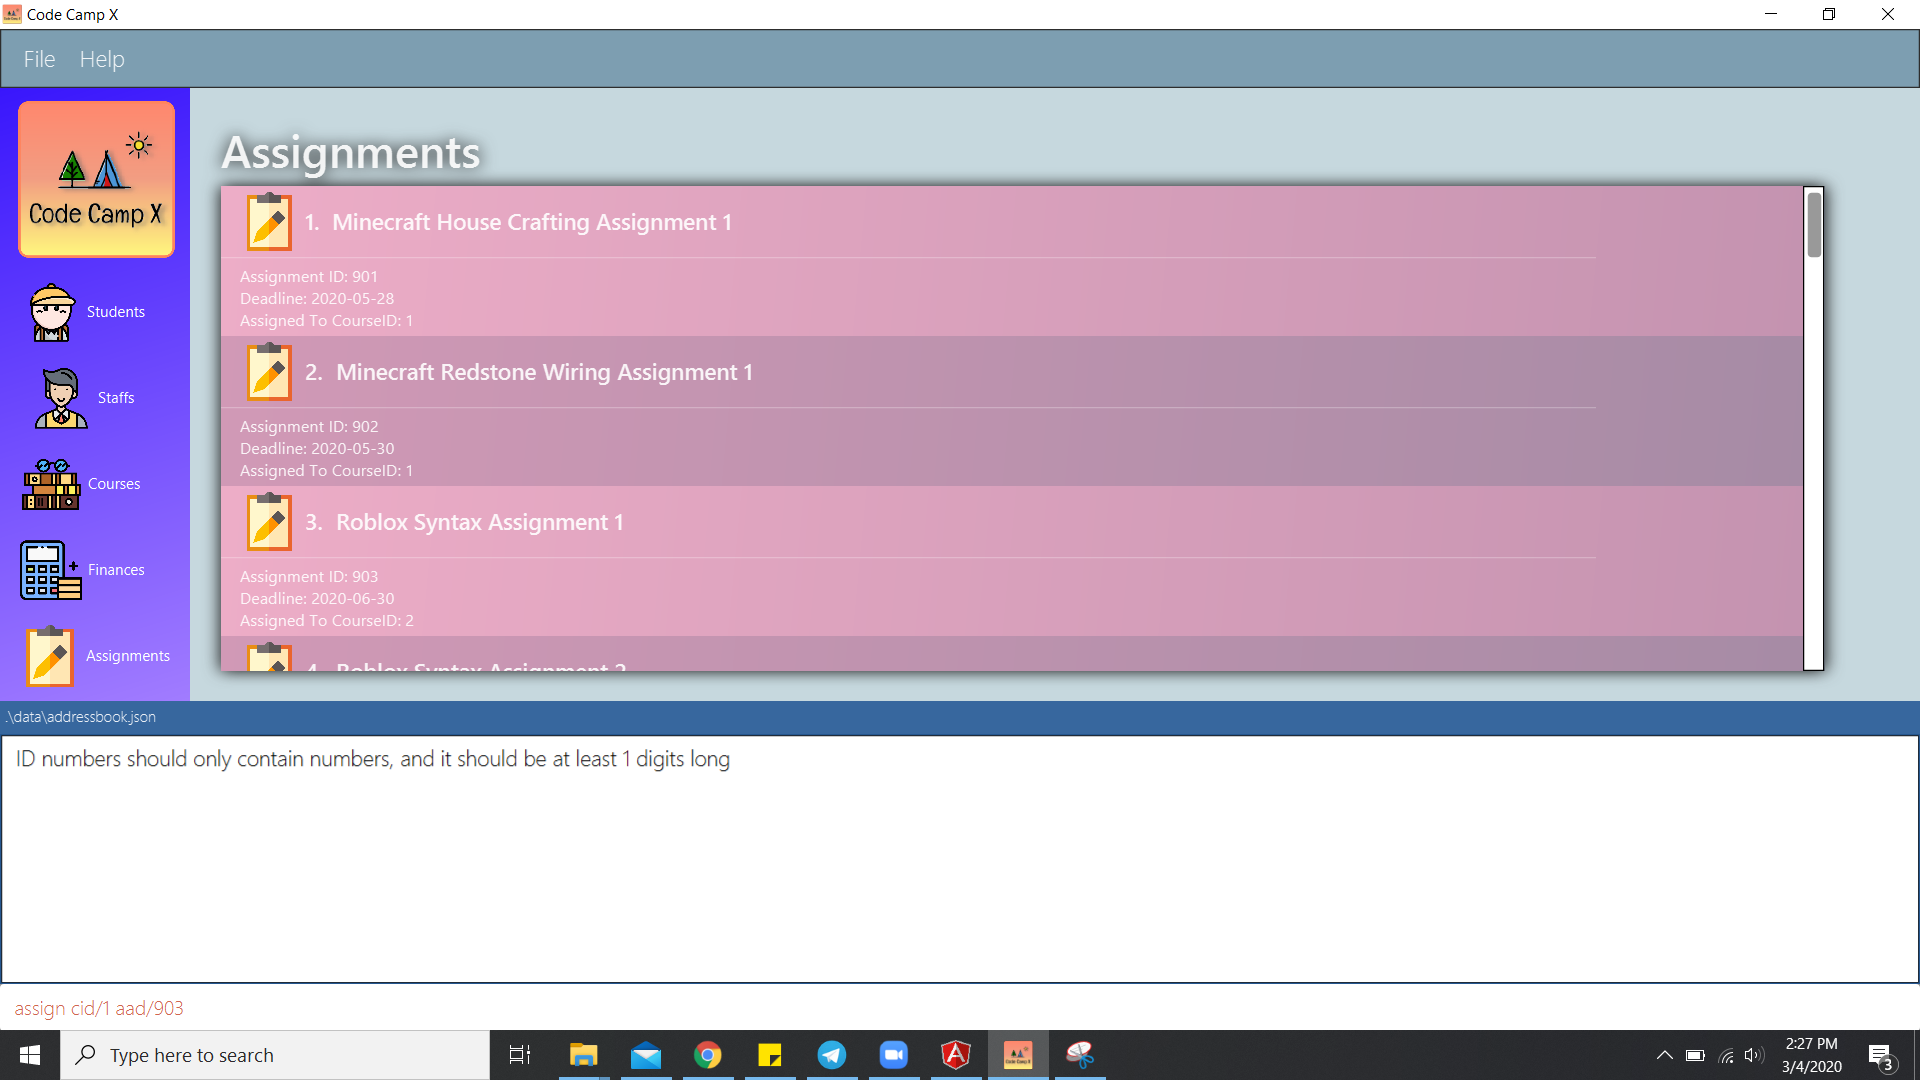 Code Camp X
File Help
Code Camp X
Students
Staffs
Courses
Finances
Assignments
Assignments
1. Minecraft House Crafting Assignment 1
Assignment ID: 901
Deadline: 2020-05-28
Assigned To CourseID: 1
2. Minecraft Redstone Wiring Assignment 1
Assignment ID: 902
Deadline: 2020-05-30
Assigned To CourseID: 1
3. Roblox Syntax Assignment 1
Assignment ID: 903
Deadline: 2020-06-30
Assigned To CourseID: 2
4. Roblox Syntax Assignment 2
.\data\addressbook.json
ID numbers should only contain numbers, and it should be at least 1 digits long
assign cid/1 aad/903
Type here to search
2:27 PM
3/4/2020
3